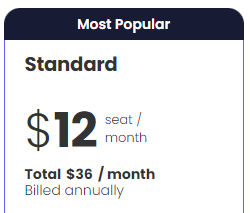 Most Popular
Standard
$12 seat /
month
Total $36 / month
Billed annually